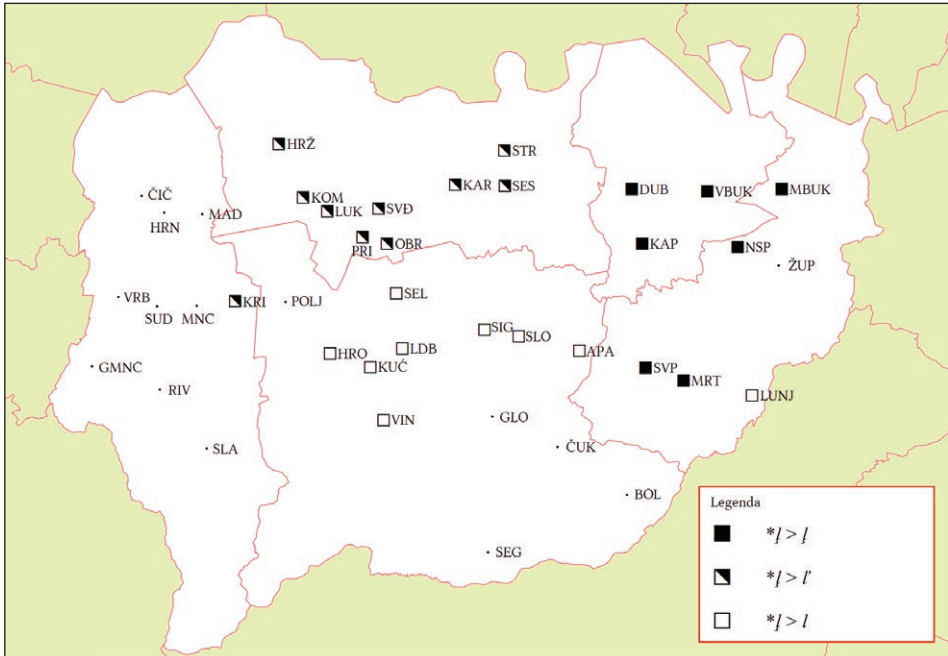 HRŽ
STR
KAR
SES
DUB
VBUK
MBUK
ČIČ
KOM
LUK
SVĐ
HRN
MAD
PRI
OBR
KAP
NSP
ŽUP
VRB
SUD
MNC
KRI
POLJ
SEL
SIG
SLO
HRO
LDB
KUĆ
APA
GMNC
RIV
SVP
MRT
LUNJ
VIN
GLO
SLA
ČUK
BOL
SEG
Legenda
*l̥ > l̥
*l̥ > l'
*l̥ > l